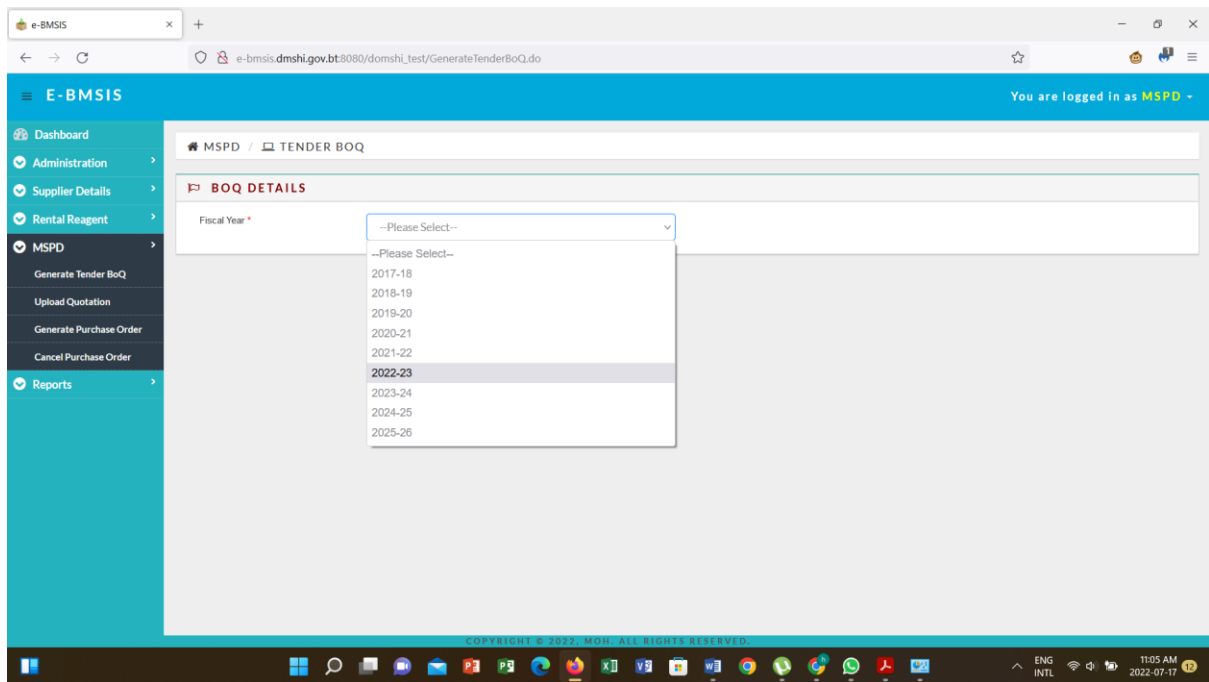 e-BMSIS
e-bmsis.dmshi.gov.bt:8080/domshi_test/GenerateTenderBoQ.do
1
E-BMSIS
You are logged in as MSPD
Dashboard
MSPD / TENDER BOQ
Administration
Supplier Details
BOQ DETAILS
Rental Reagent
Fiscal Year *
--Please Select--
MSPD
Generate Tender BoQ
Upload Quotation
Generate Purchase Order
Cancel Purchase Order
Reports
--Please Select--
2017-18
2018-19
2019-20
2020-21
2021-22
2022-23
2023-24
2024-25
2025-26
COPYRIGHT © 2022, MOH. ALL RIGHTS RESERVED.
ENG
INTL
11:05 AM
2022-07-17
12